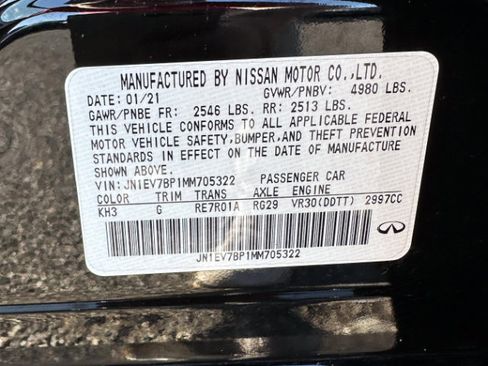 MANUFACTURED BY NISSAN MOTOR CO.,LTD.
DATE: 01/21 GVWR/PNBV: 4980 LBS.
GAWR/PNBE FR: 2546 LBS. RR: 2513 LBS.
THIS VEHICLE CONFORMS TO ALL APPLICABLE FEDERAL
MOTOR VEHICLE SAFETY,BUMPER,AND THEFT PREVENTION
STANDARDS IN EFFECT ON THE DATE OF MANUFACTURE
SHOWN ABOVE.
VIN: JN1EV7BP1MM705322 PASSENGER CAR
COLOR TRIM TRANS AXLE ENGINE
KH3 G RE7R01A RG29 VR30(DDTT) 2997CC
JN1EV7BP1MM705322